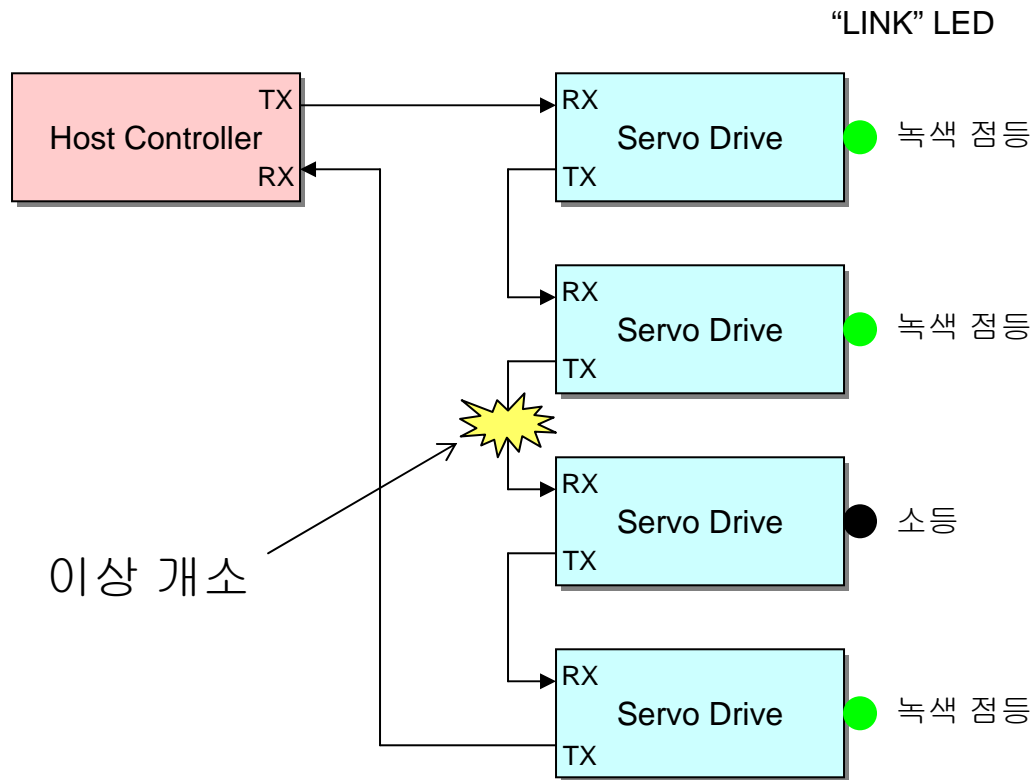 “LINK” LED
TX
Host Controller
RX
RX
Servo Drive
TX
녹색 점등
RX
Servo Drive
TX
녹색 점등
RX
Servo Drive
TX
소등
이상 개소
RX
Servo Drive
TX
녹색 점등